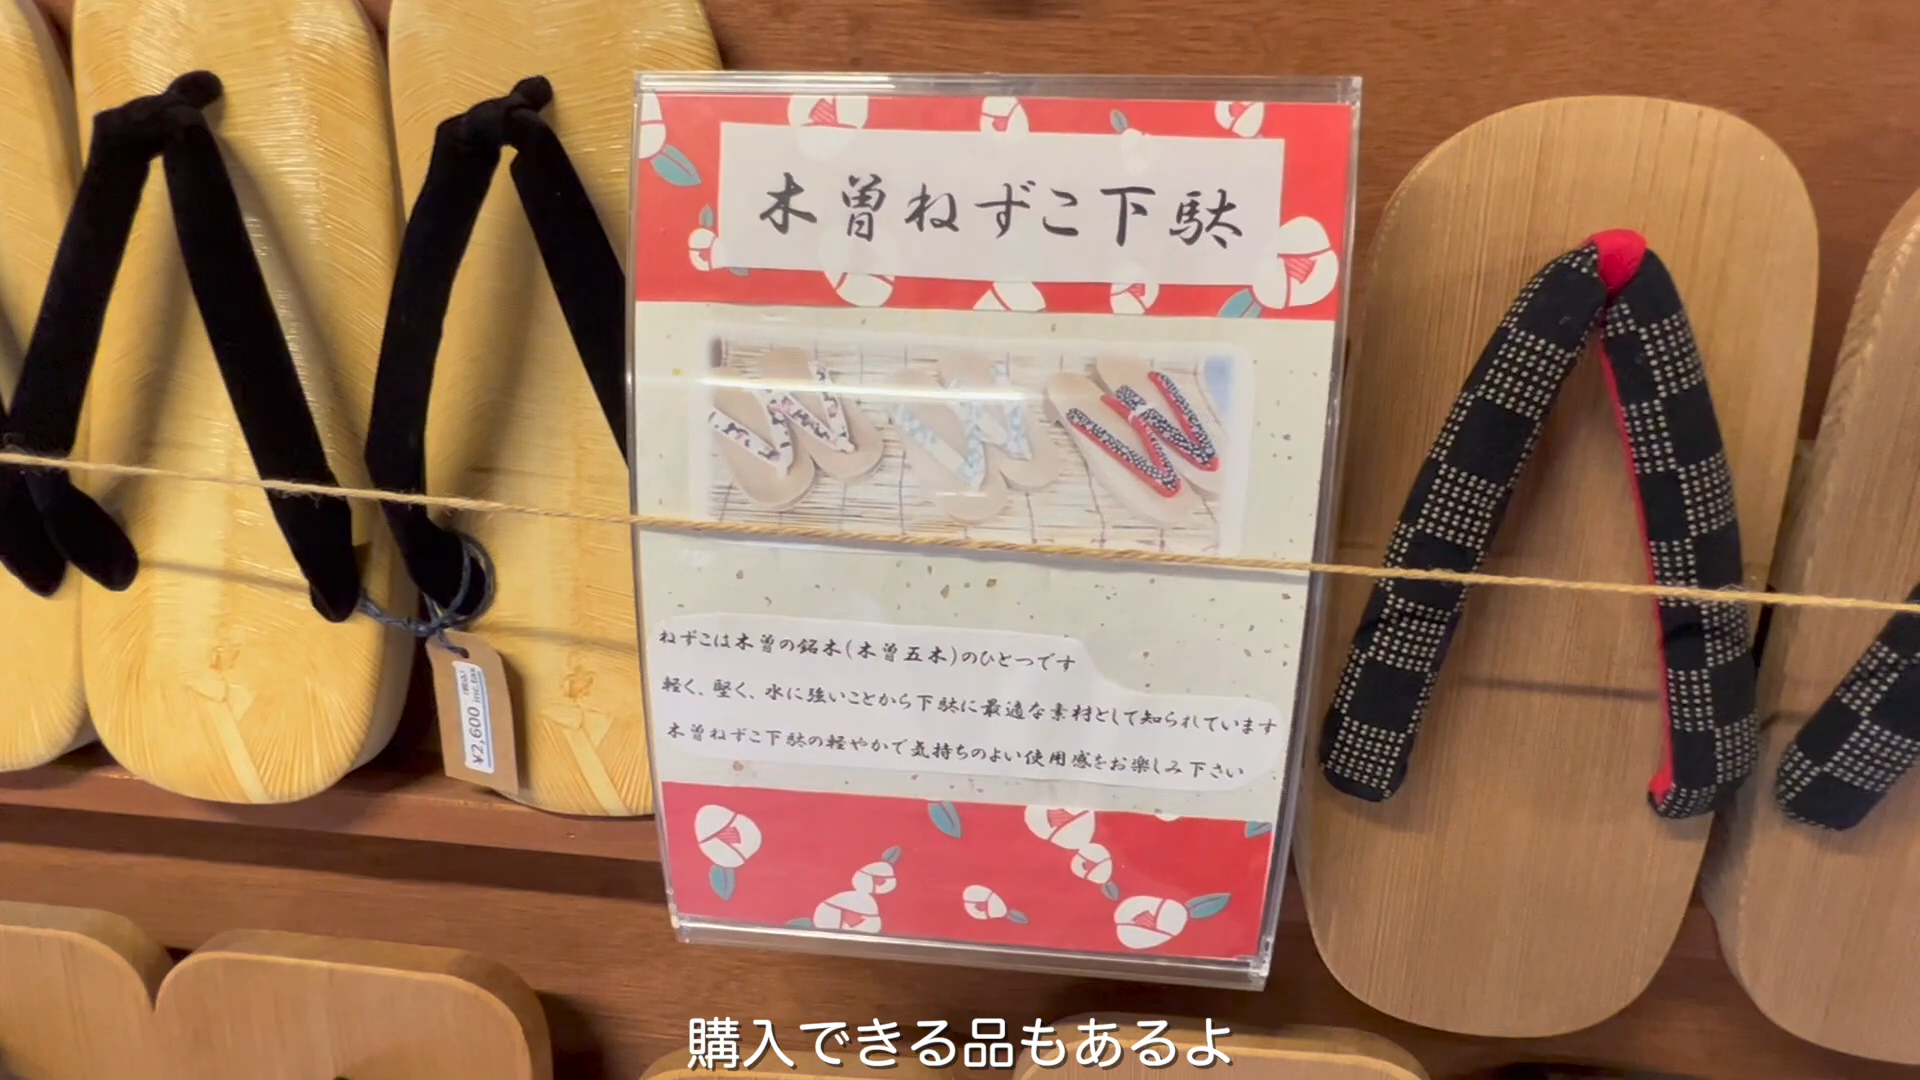 木曽ねずこ下駄
ねずこは木曽の銘木(木曽五木)のひとつです
軽く、堅く、水に強いことから下駄に最適な素材として知られています
木曽ねずこ下駄の軽やかで気持ちのよい使用感をお楽しみ下さい
(税込)
¥2,600 inc.tax
購入できる品もあるよ